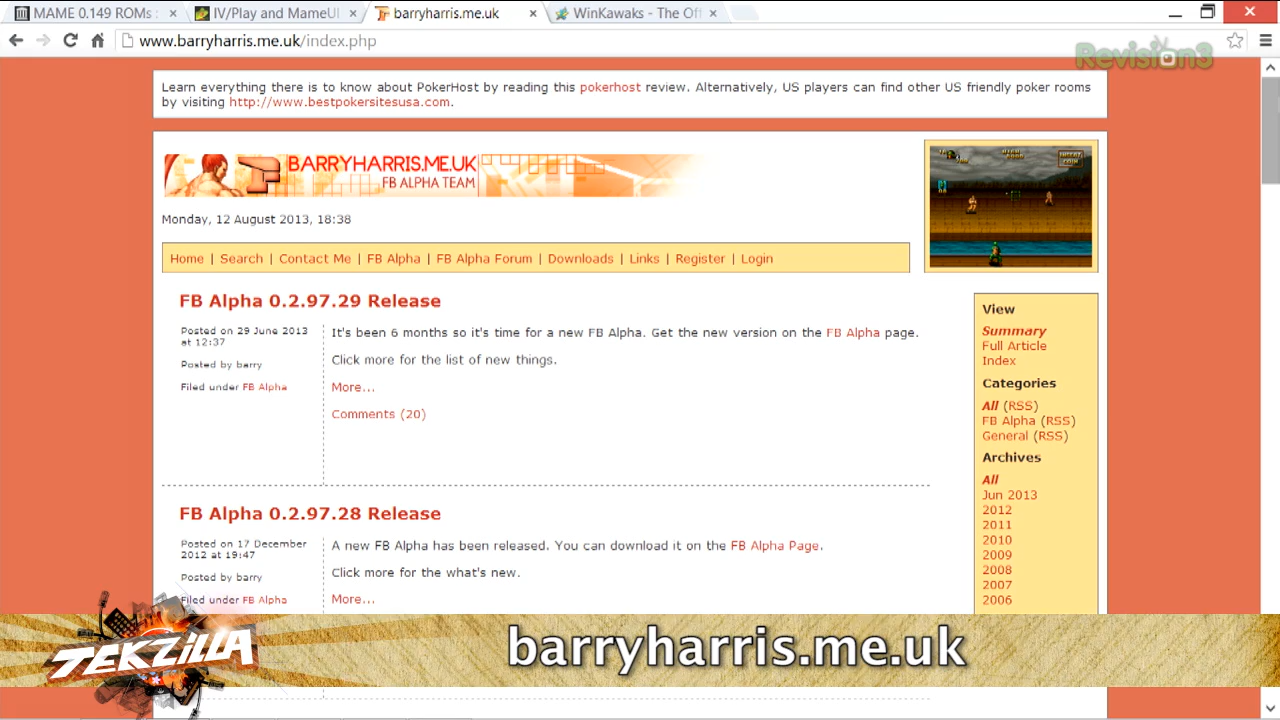 MAME 0.149 ROMs
IV/Play and MameUI
barryharris.me.uk
WinKawaks - The Off
www.barryharris.me.uk/index.php
Revision3
Learn everything there is to know about PokerHost by reading this pokerhost review. Alternatively, US players can find other US friendly poker rooms
by visiting http://www.bestpokersitesusa.com.
BARRYHARRIS.ME.UK
FB ALPHA TEAM
Monday, 12 August 2013, 18:38
Home | Search | Contact Me | FB Alpha | FB Alpha Forum | Downloads | Links | Register | Login
FB Alpha 0.2.97.29 Release
Posted on 29 June 2013
at 12:37
Posted by barry
Filed under FB Alpha
It's been 6 months so it's time for a new FB Alpha. Get the new version on the FB Alpha page.
Click more for the list of new things.
More...
Comments (20)
FB Alpha 0.2.97.28 Release
Posted on 17 December
2012 at 19:47
Posted by barry
Filed under FB Alpha
A new FB Alpha has been released. You can download it on the FB Alpha Page.
Click more for the what's new.
More...
View
Summary
Full Article
Index
Categories
All (RSS)
FB Alpha (RSS)
General (RSS)
Archives
All
Jun 2013
2012
2011
2010
2009
2008
2007
2006
TEKZILLA
barryharris.me.uk